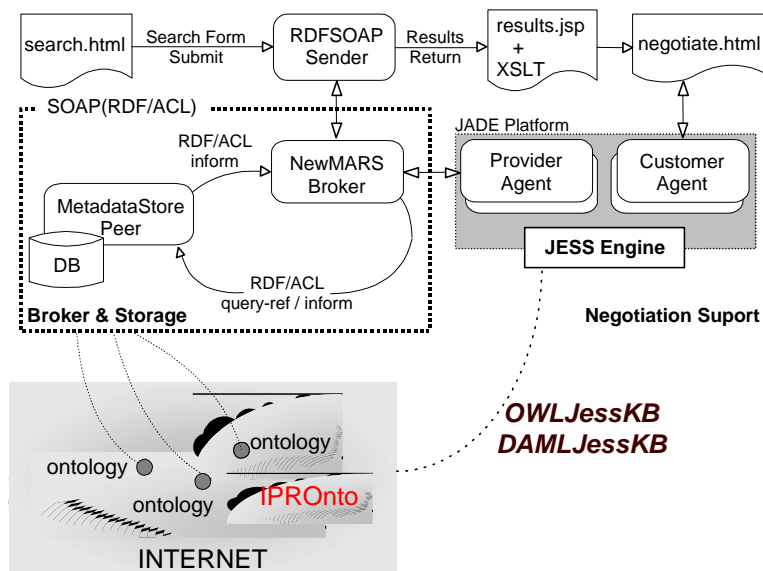 search.html
Search Form
Submit
RDFSOAP
Sender
Results
Return
results.jsp
+
XSLT
negotiate.html
SOAP(RDF/ACL)
RDF/ACL
inform
NewMARS
Broker
JADE Platform
Provider
Agent
Customer
Agent
MetadataStore
Peer
DB
JESS Engine
RDF/ACL
query-ref / inform
Broker & Storage
Negotiation Suport
OWLJessKB
DAMLJessKB
ontology
ontology
ontology
IPROnto
INTERNET